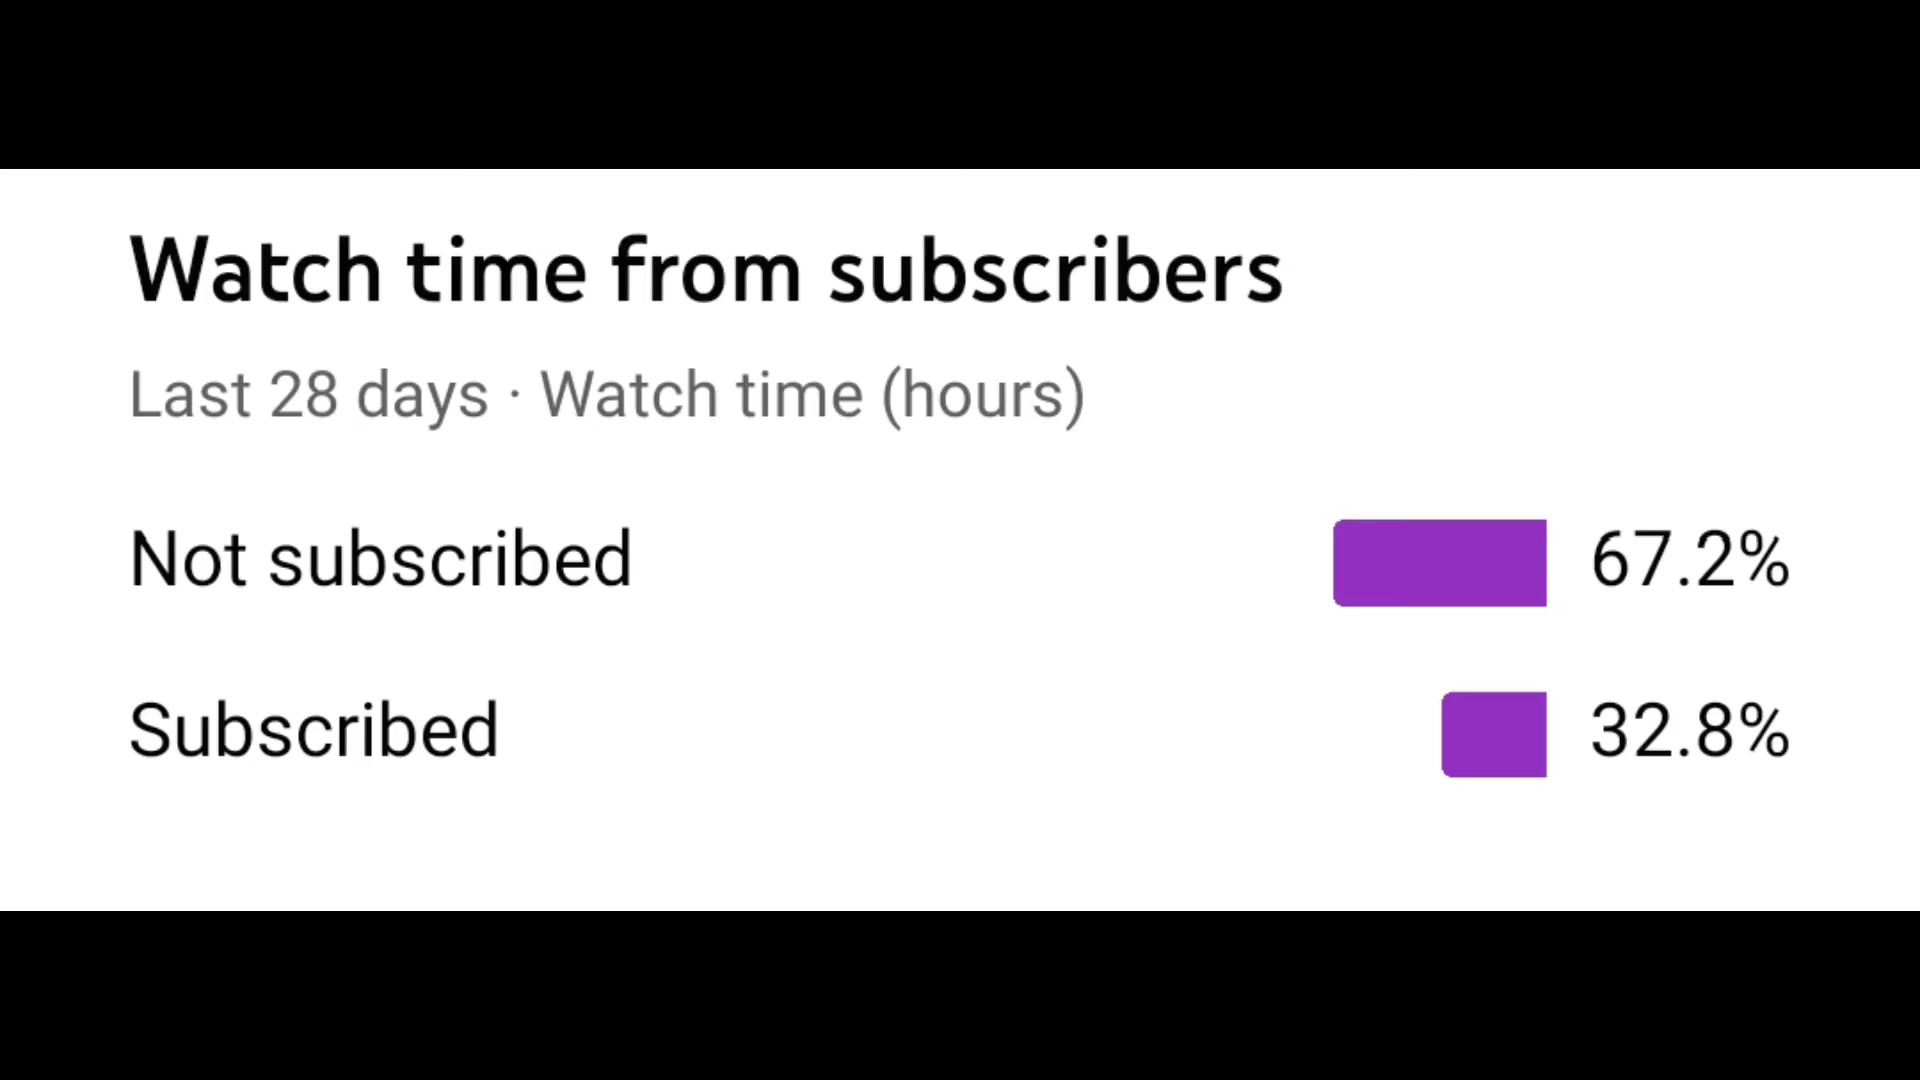 Watch time from subscribers
Last 28 days · Watch time (hours)
Not subscribed 67.2%
Subscribed 32.8%